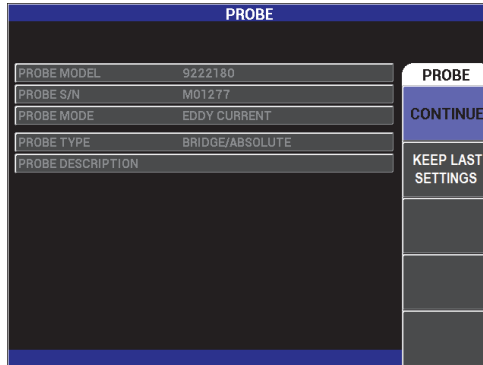 PROBE
PROBE MODEL 9222180
PROBE S/N M01277
PROBE MODE EDDY CURRENT
PROBE TYPE BRIDGE/ABSOLUTE
PROBE DESCRIPTION
PROBE
CONTINUE
KEEP LAST
SETTINGS